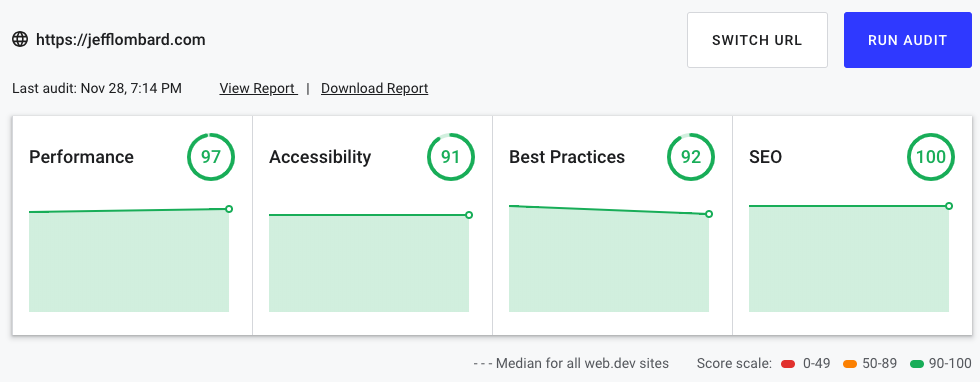 https://jefflombard.com
SWITCH URL
RUN AUDIT
Last audit: Nov 28, 7:14 PM View Report | Download Report
Performance 97
Accessibility 91
Best Practices 92
SEO 100
- - - Median for all web.dev sites Score scale: 0-49 50-89 90-100